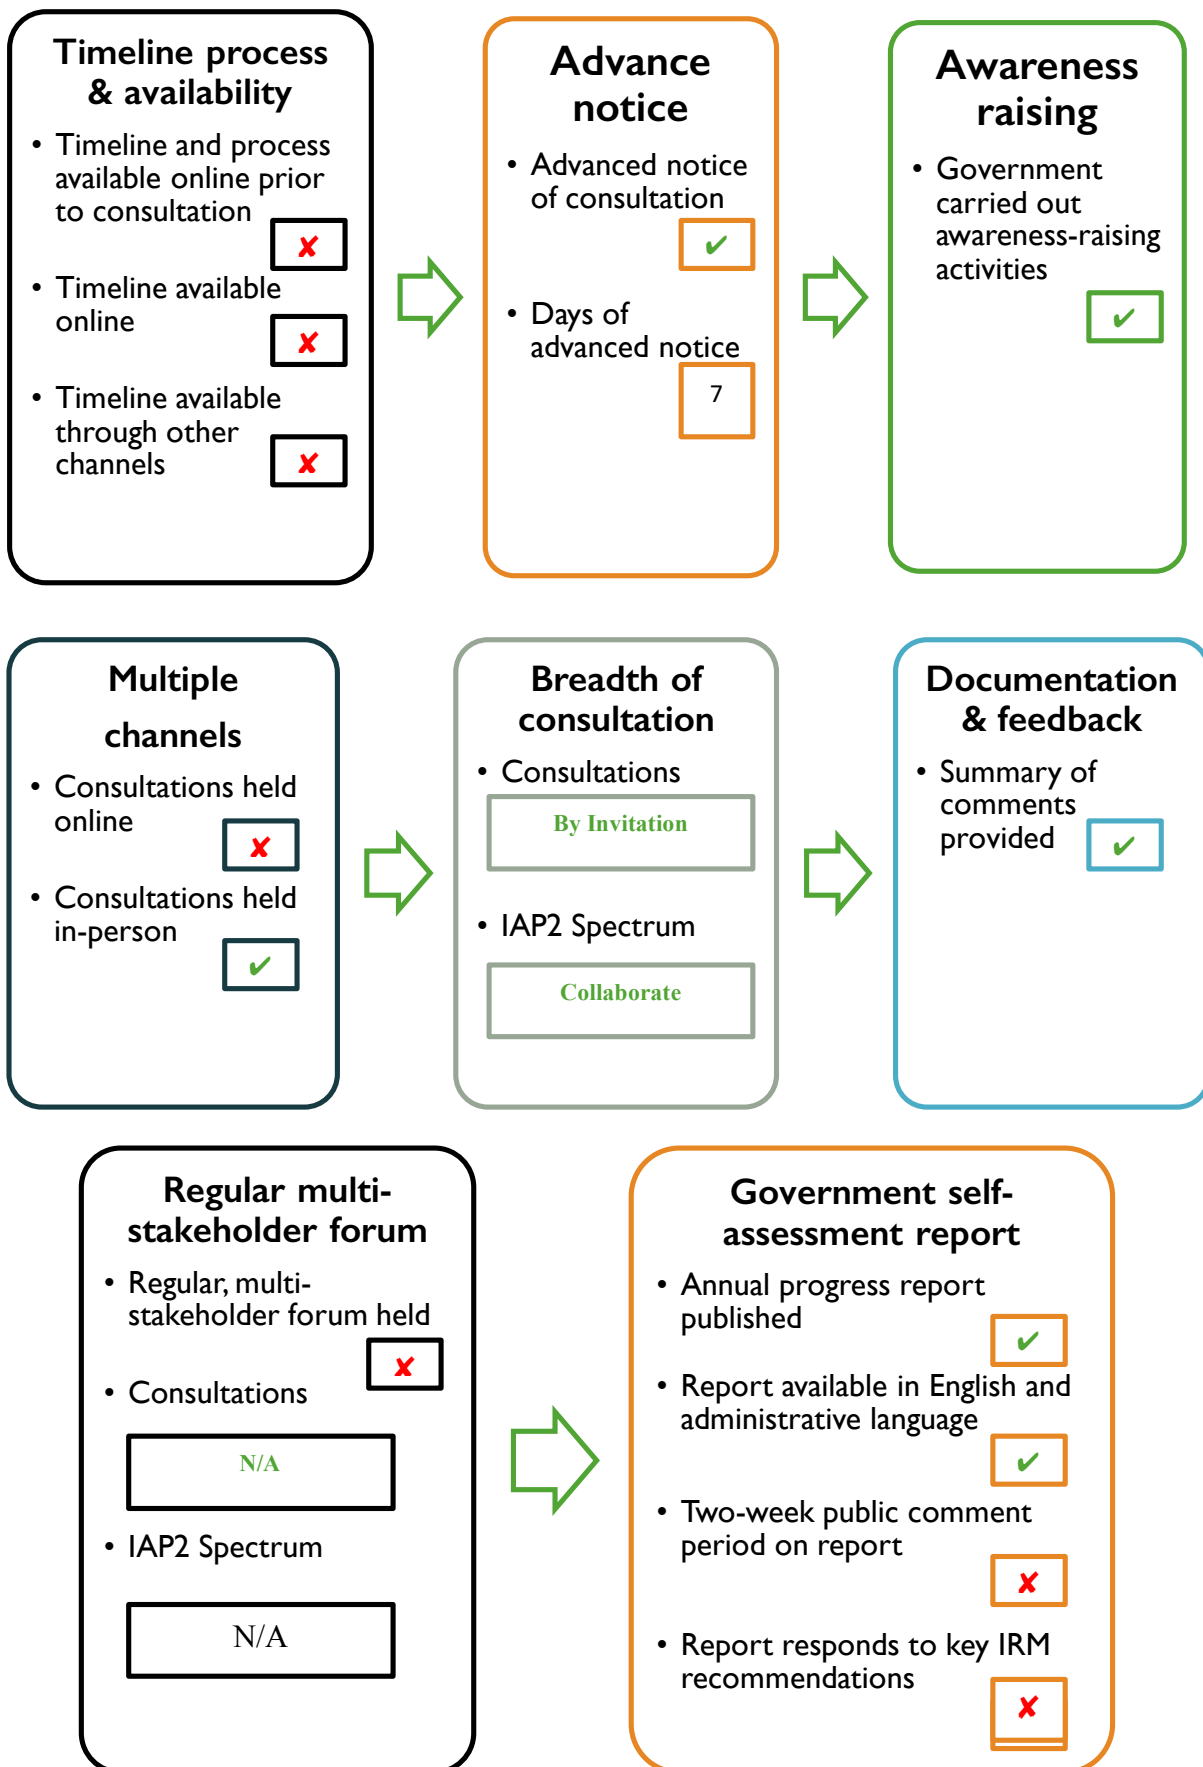 Timeline process
& availability
• Timeline and process
available online prior
to consultation
✘
• Timeline available
online
✘
• Timeline available
through other
channels
✘
Advance
notice
• Advanced notice
of consultation
✔
• Days of
advanced notice
7
Awareness
raising
• Government
carried out
awareness-raising
activities
✔
Multiple
channels
• Consultations held
online
✘
• Consultations held
in-person
✔
Breadth of
consultation
• Consultations
By Invitation
• IAP2 Spectrum
Collaborate
Documentation
& feedback
• Summary of
comments
provided
✔
Regular multi-
stakeholder forum
• Regular, multi-
stakeholder forum held
✘
• Consultations
N/A
• IAP2 Spectrum
N/A
Government self-
assessment report
• Annual progress report
published
✔
• Report available in English and
administrative language
✔
• Two-week public comment
period on report
✘
• Report responds to key IRM
recommendations
✘